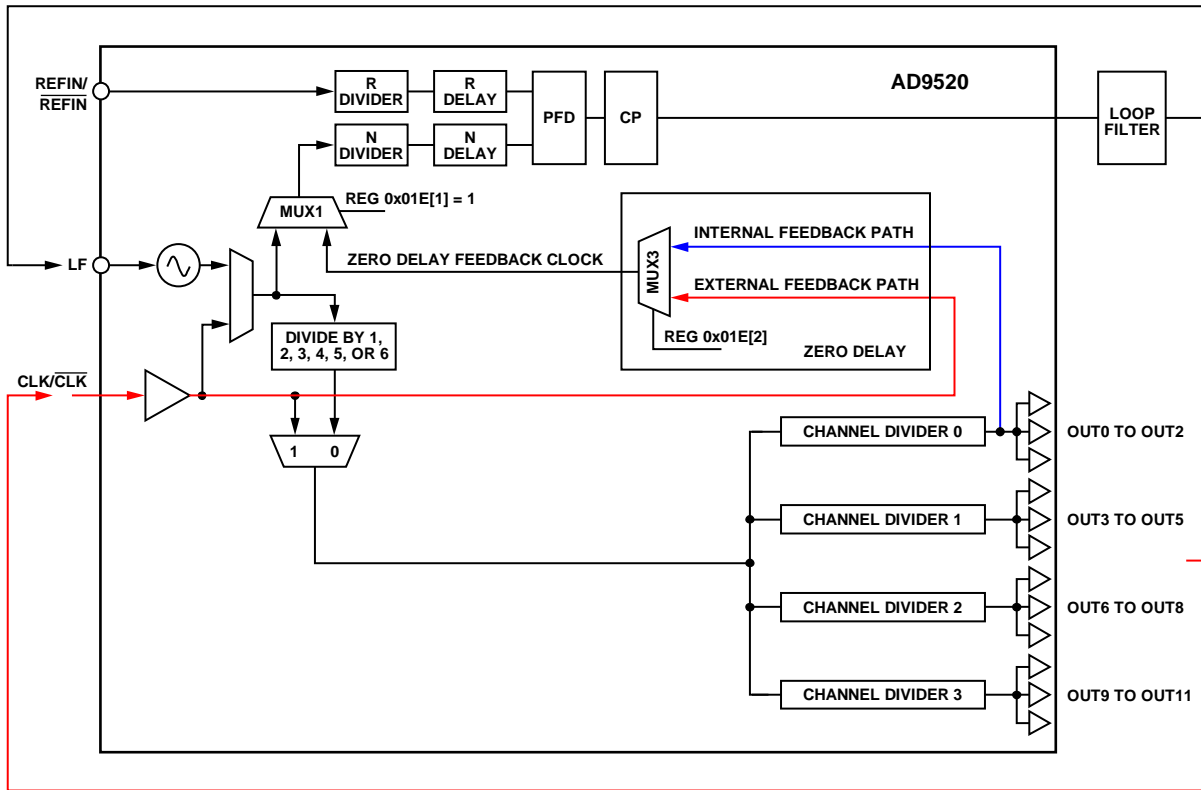 AD9520
REFIN/
REFIN
R
DIVIDER
R
DELAY
N
DIVIDER
N
DELAY
PFD
CP
LOOP
FILTER
REG 0x01E[1] = 1
MUX1
INTERNAL FEEDBACK PATH
LF
ZERO DELAY FEEDBACK CLOCK
MUX3
EXTERNAL FEEDBACK PATH
DIVIDE BY 1,
2, 3, 4, 5, OR 6
REG 0x01E[2]
ZERO DELAY
CLK/CLK
1 0
CHANNEL DIVIDER 0
OUT0 TO OUT2
CHANNEL DIVIDER 1
OUT3 TO OUT5
CHANNEL DIVIDER 2
OUT6 TO OUT8
CHANNEL DIVIDER 3
OUT9 TO OUT11